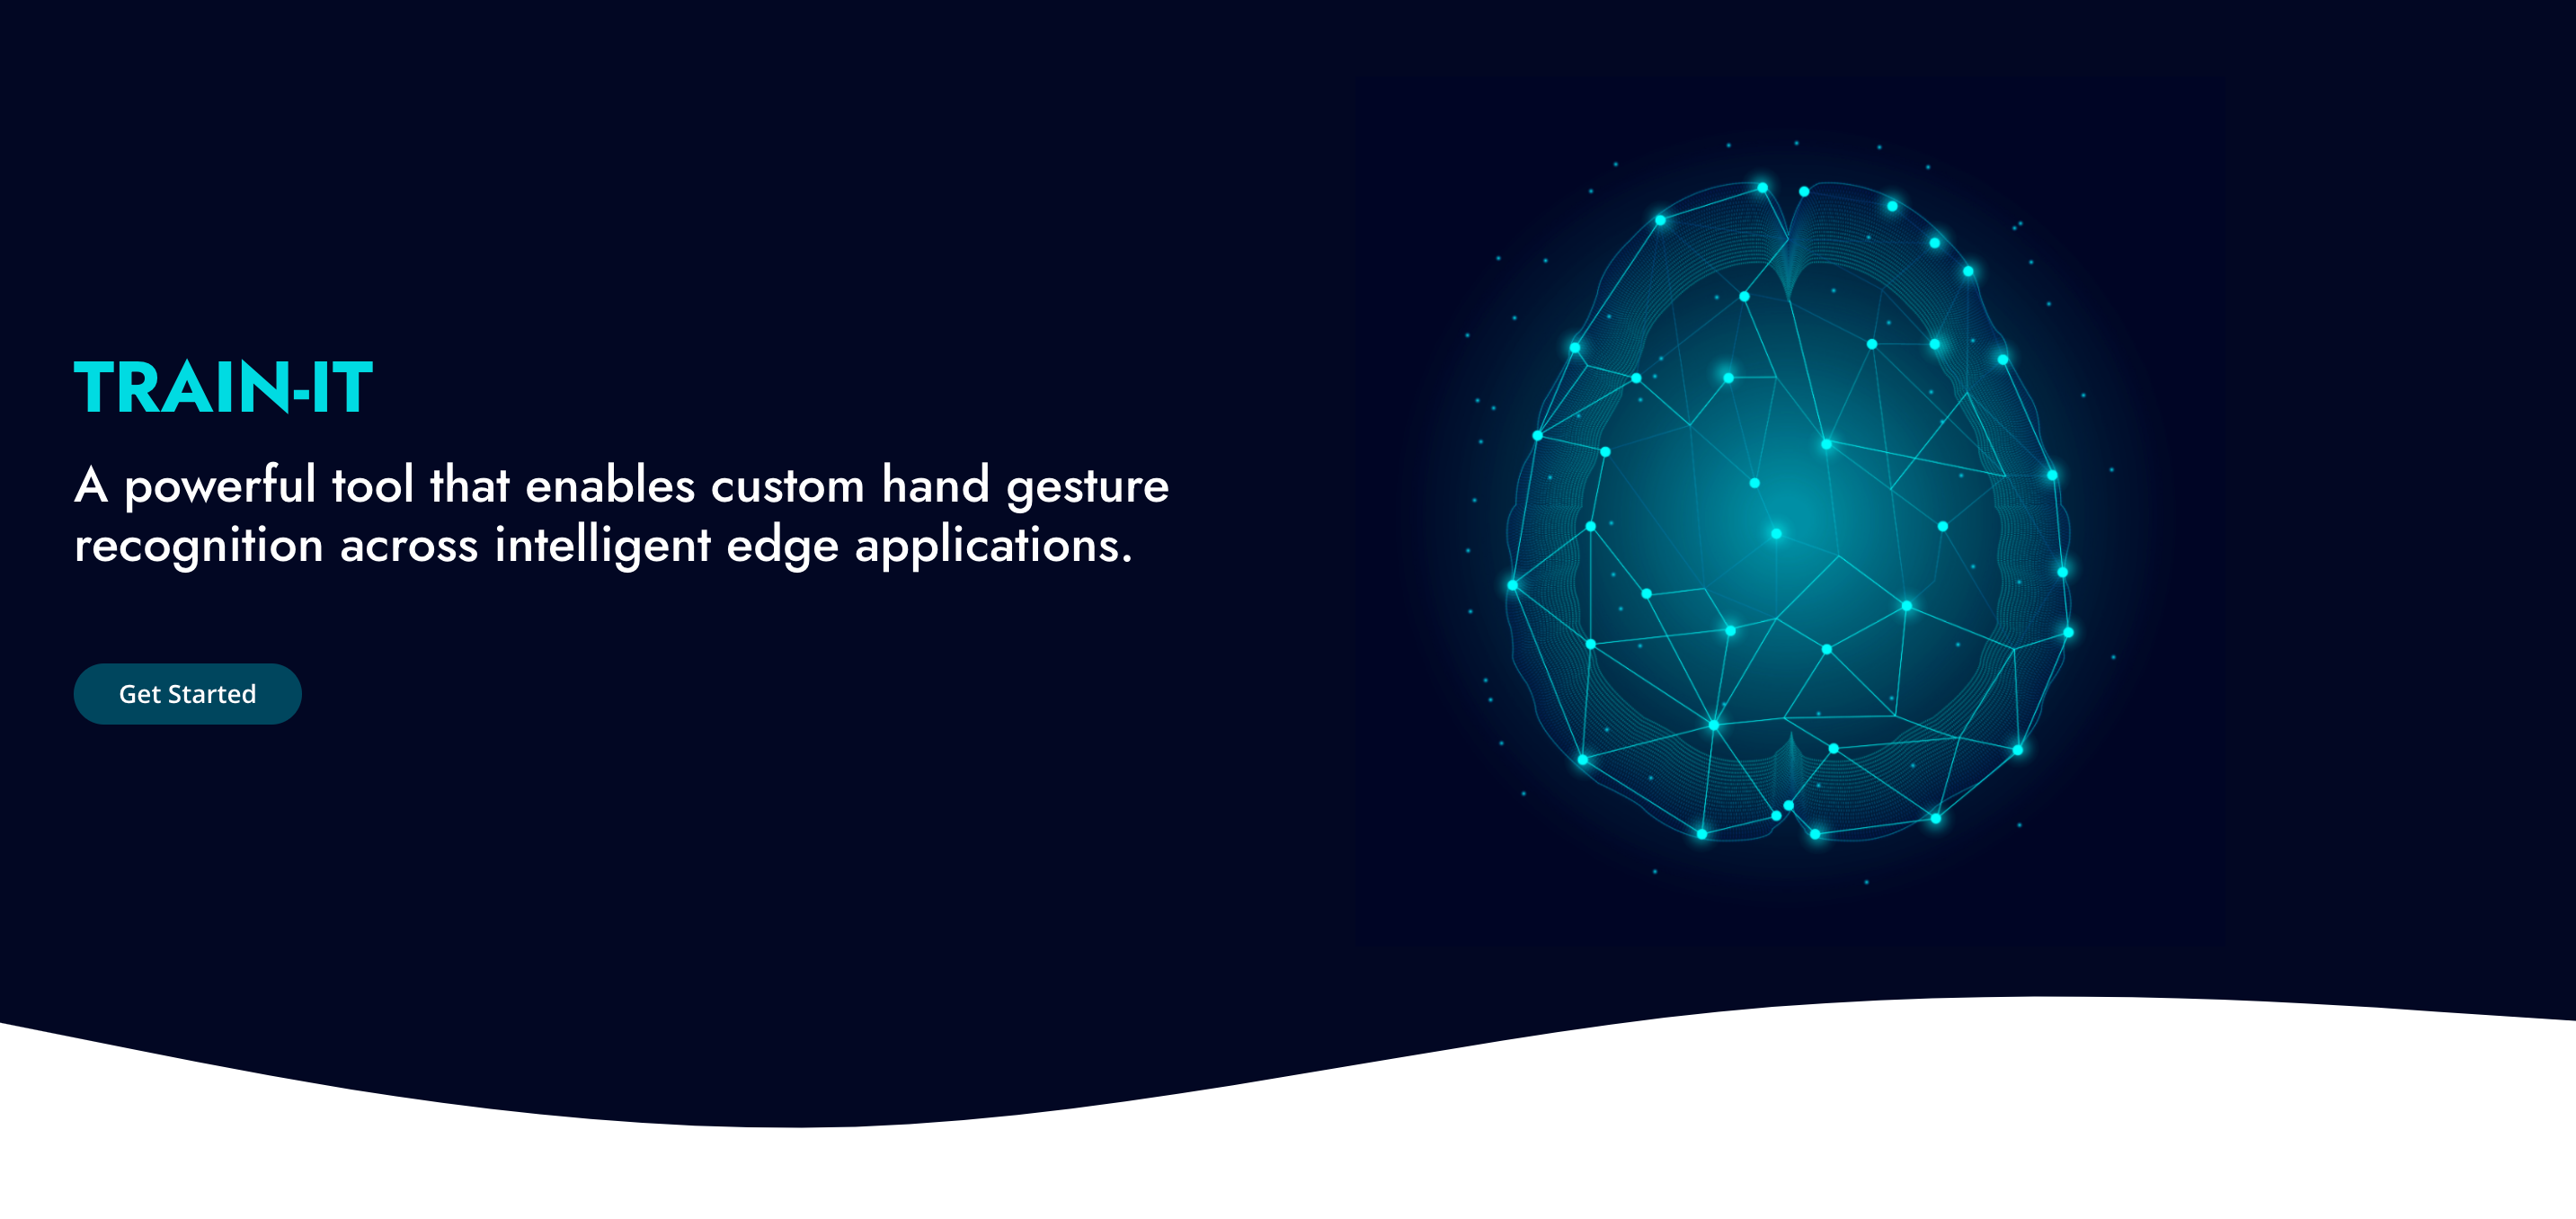 TRAIN-IT
A powerful tool that enables custom hand gesture
recognition across intelligent edge applications.
Get Started